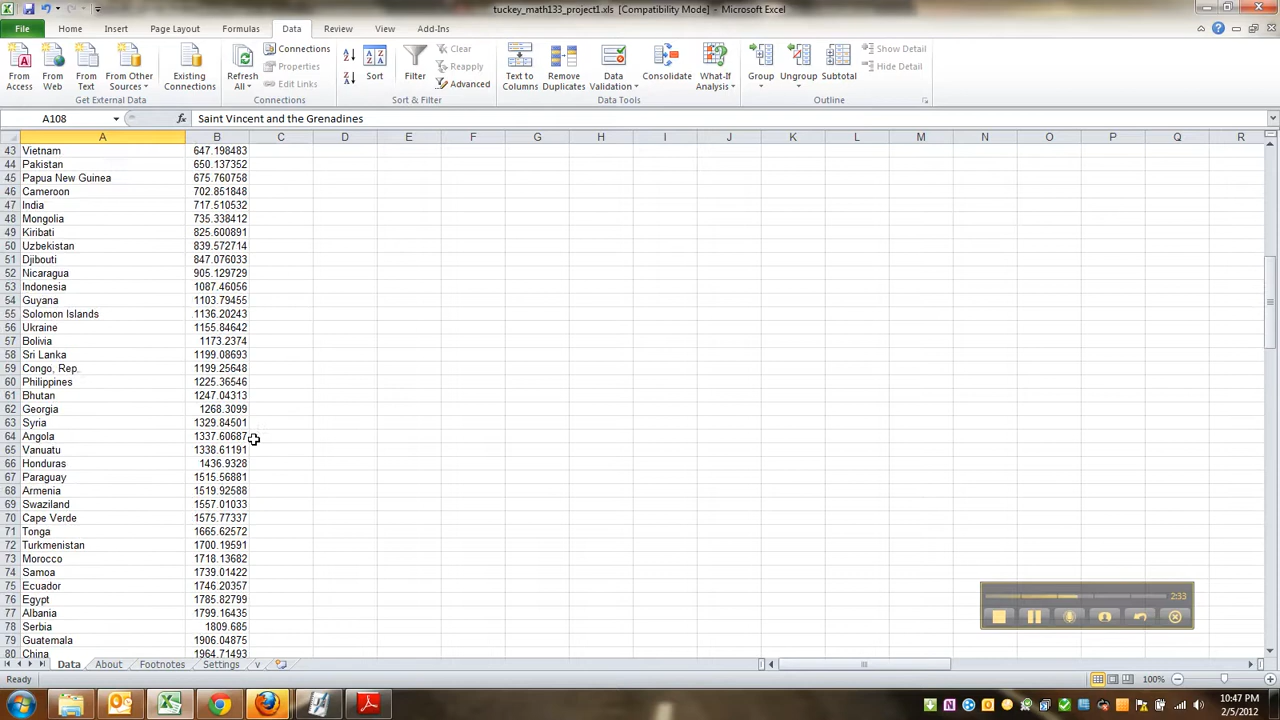 tuckey_math133_project1.xls [Compatibility Mode] - Microsoft Excel
File Home Insert Page Layout Formulas Data Review View Add-Ins
From Access From Web From Text From Other Sources Existing Connections Refresh All Connections Properties Edit Links Sort Filter Clear Reapply Advanced Text to Columns Remove Duplicates Data Validation Consolidate What-If Analysis Group Ungroup Subtotal Show Detail Hide Detail
Get External Data Connections Sort & Filter Data Tools Outline
A108 fx Saint Vincent and the Grenadines
A B C D E F G H I J K L M N O P Q R
43 Vietnam 647.198483
44 Pakistan 650.137352
45 Papua New Guinea 675.760758
46 Cameroon 702.851848
47 India 717.510532
48 Mongolia 735.338412
49 Kiribati 825.600891
50 Uzbekistan 839.572714
51 Djibouti 847.076033
52 Nicaragua 905.129729
53 Indonesia 1087.46056
54 Guyana 1103.79455
55 Solomon Islands 1136.20243
56 Ukraine 1155.84642
57 Bolivia 1173.2374
58 Sri Lanka 1199.08693
59 Congo, Rep. 1199.25648
60 Philippines 1225.36546
61 Bhutan 1247.04313
62 Georgia 1268.3099
63 Syria 1329.84501
64 Angola 1337.60687
65 Vanuatu 1338.61191
66 Honduras 1436.9328
67 Paraguay 1515.56881
68 Armenia 1519.92588
69 Swaziland 1557.01033
70 Cape Verde 1575.77337
71 Tonga 1665.62572
72 Turkmenistan 1700.19591
73 Morocco 1718.13682
74 Samoa 1739.01422
75 Ecuador 1746.20357
76 Egypt 1785.82799
77 Albania 1799.16435
78 Serbia 1809.685
79 Guatemala 1906.04875
80 China 1964.71493
2:33
Data About Footnotes Settings v
Ready 100%
10:47 PM
2/5/2012